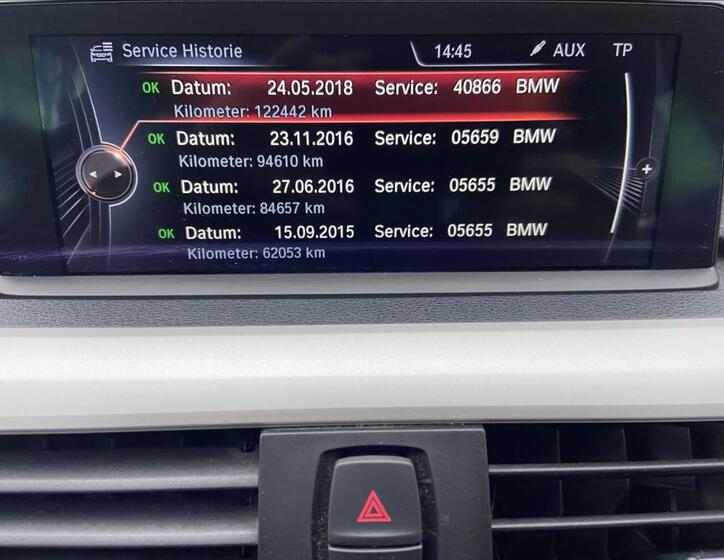 Service Historie 14:45 AUX TP
OK Datum: 24.05.2018 Service: 40866 BMW
Kilometer: 122442 km
OK Datum: 23.11.2016 Service: 05659 BMW
Kilometer: 94610 km
OK Datum: 27.06.2016 Service: 05655 BMW
Kilometer: 84657 km
OK Datum: 15.09.2015 Service: 05655 BMW
Kilometer: 62053 km